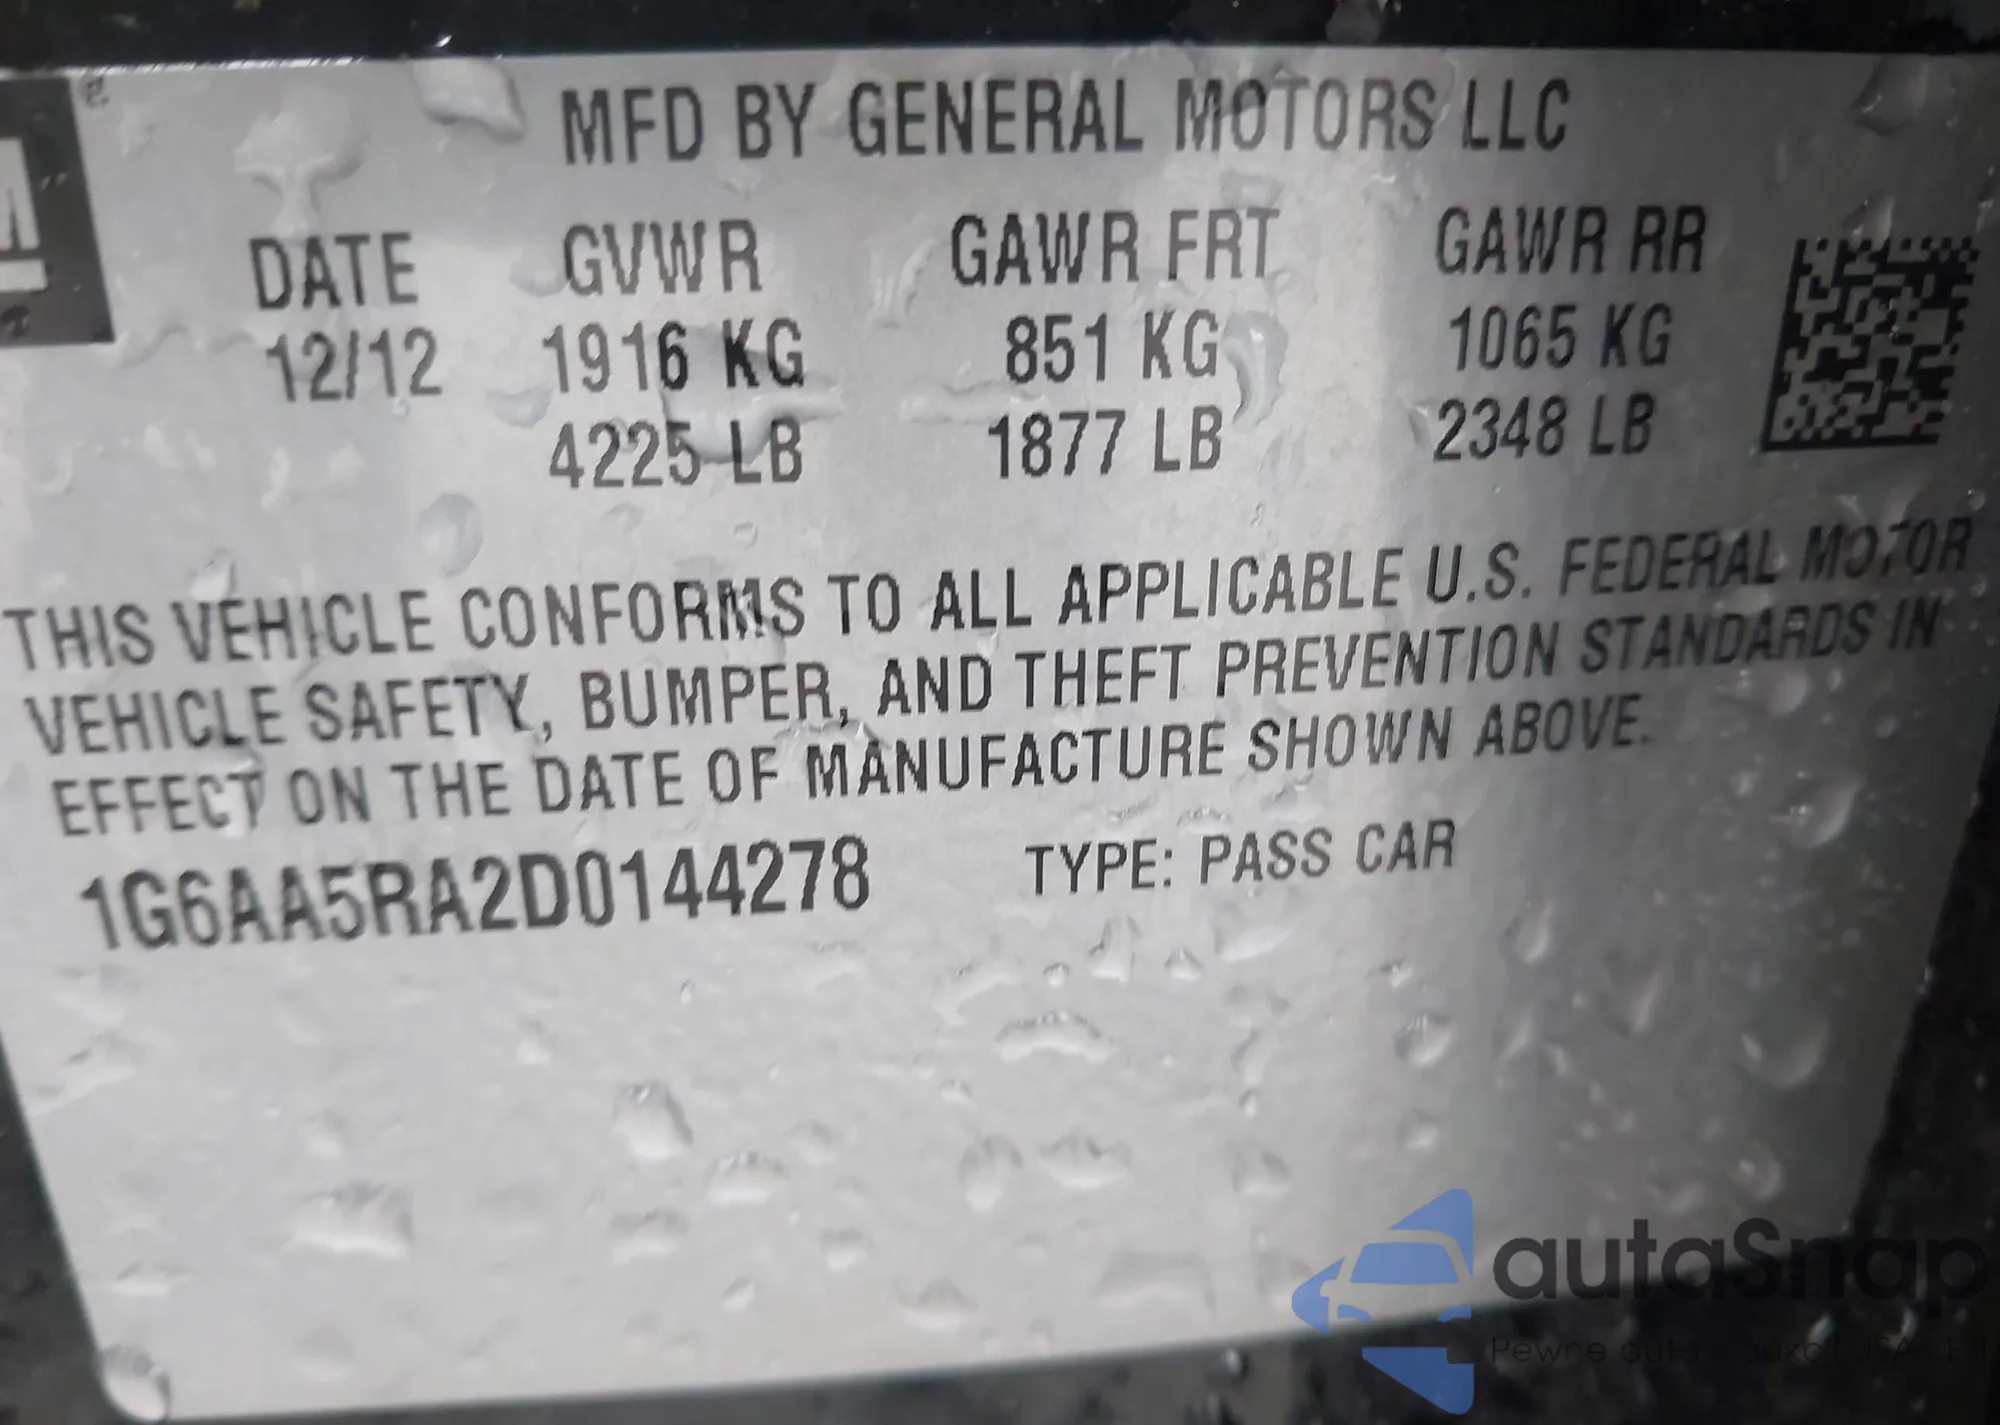 MFD BY GENERAL MOTORS LLC
DATE GVWR GAWR FRT GAWR RR
12/12 1916 KG 851 KG 1065 KG
4225 LB 1877 LB 2348 LB
THIS VEHICLE CONFORMS TO ALL APPLICABLE U.S. FEDERAL MOTOR
VEHICLE SAFETY, BUMPER, AND THEFT PREVENTION STANDARDS IN
EFFECT ON THE DATE OF MANUFACTURE SHOWN ABOVE.
1G6AA5RA2D0144278 TYPE: PASS CAR
autaSnap
Pewne auta